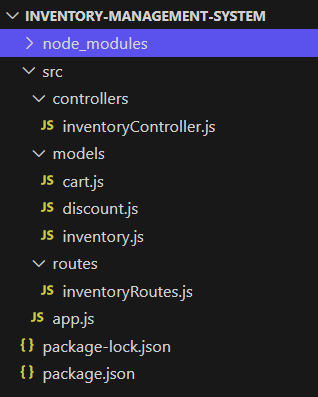 INVENTORY-MANAGEMENT-SYSTEM
node_modules
src
controllers
JS inventoryController.js
models
JS cart.js
JS discount.js
JS inventory.js
routes
JS inventoryRoutes.js
JS app.js
{} package-lock.json
{} package.json